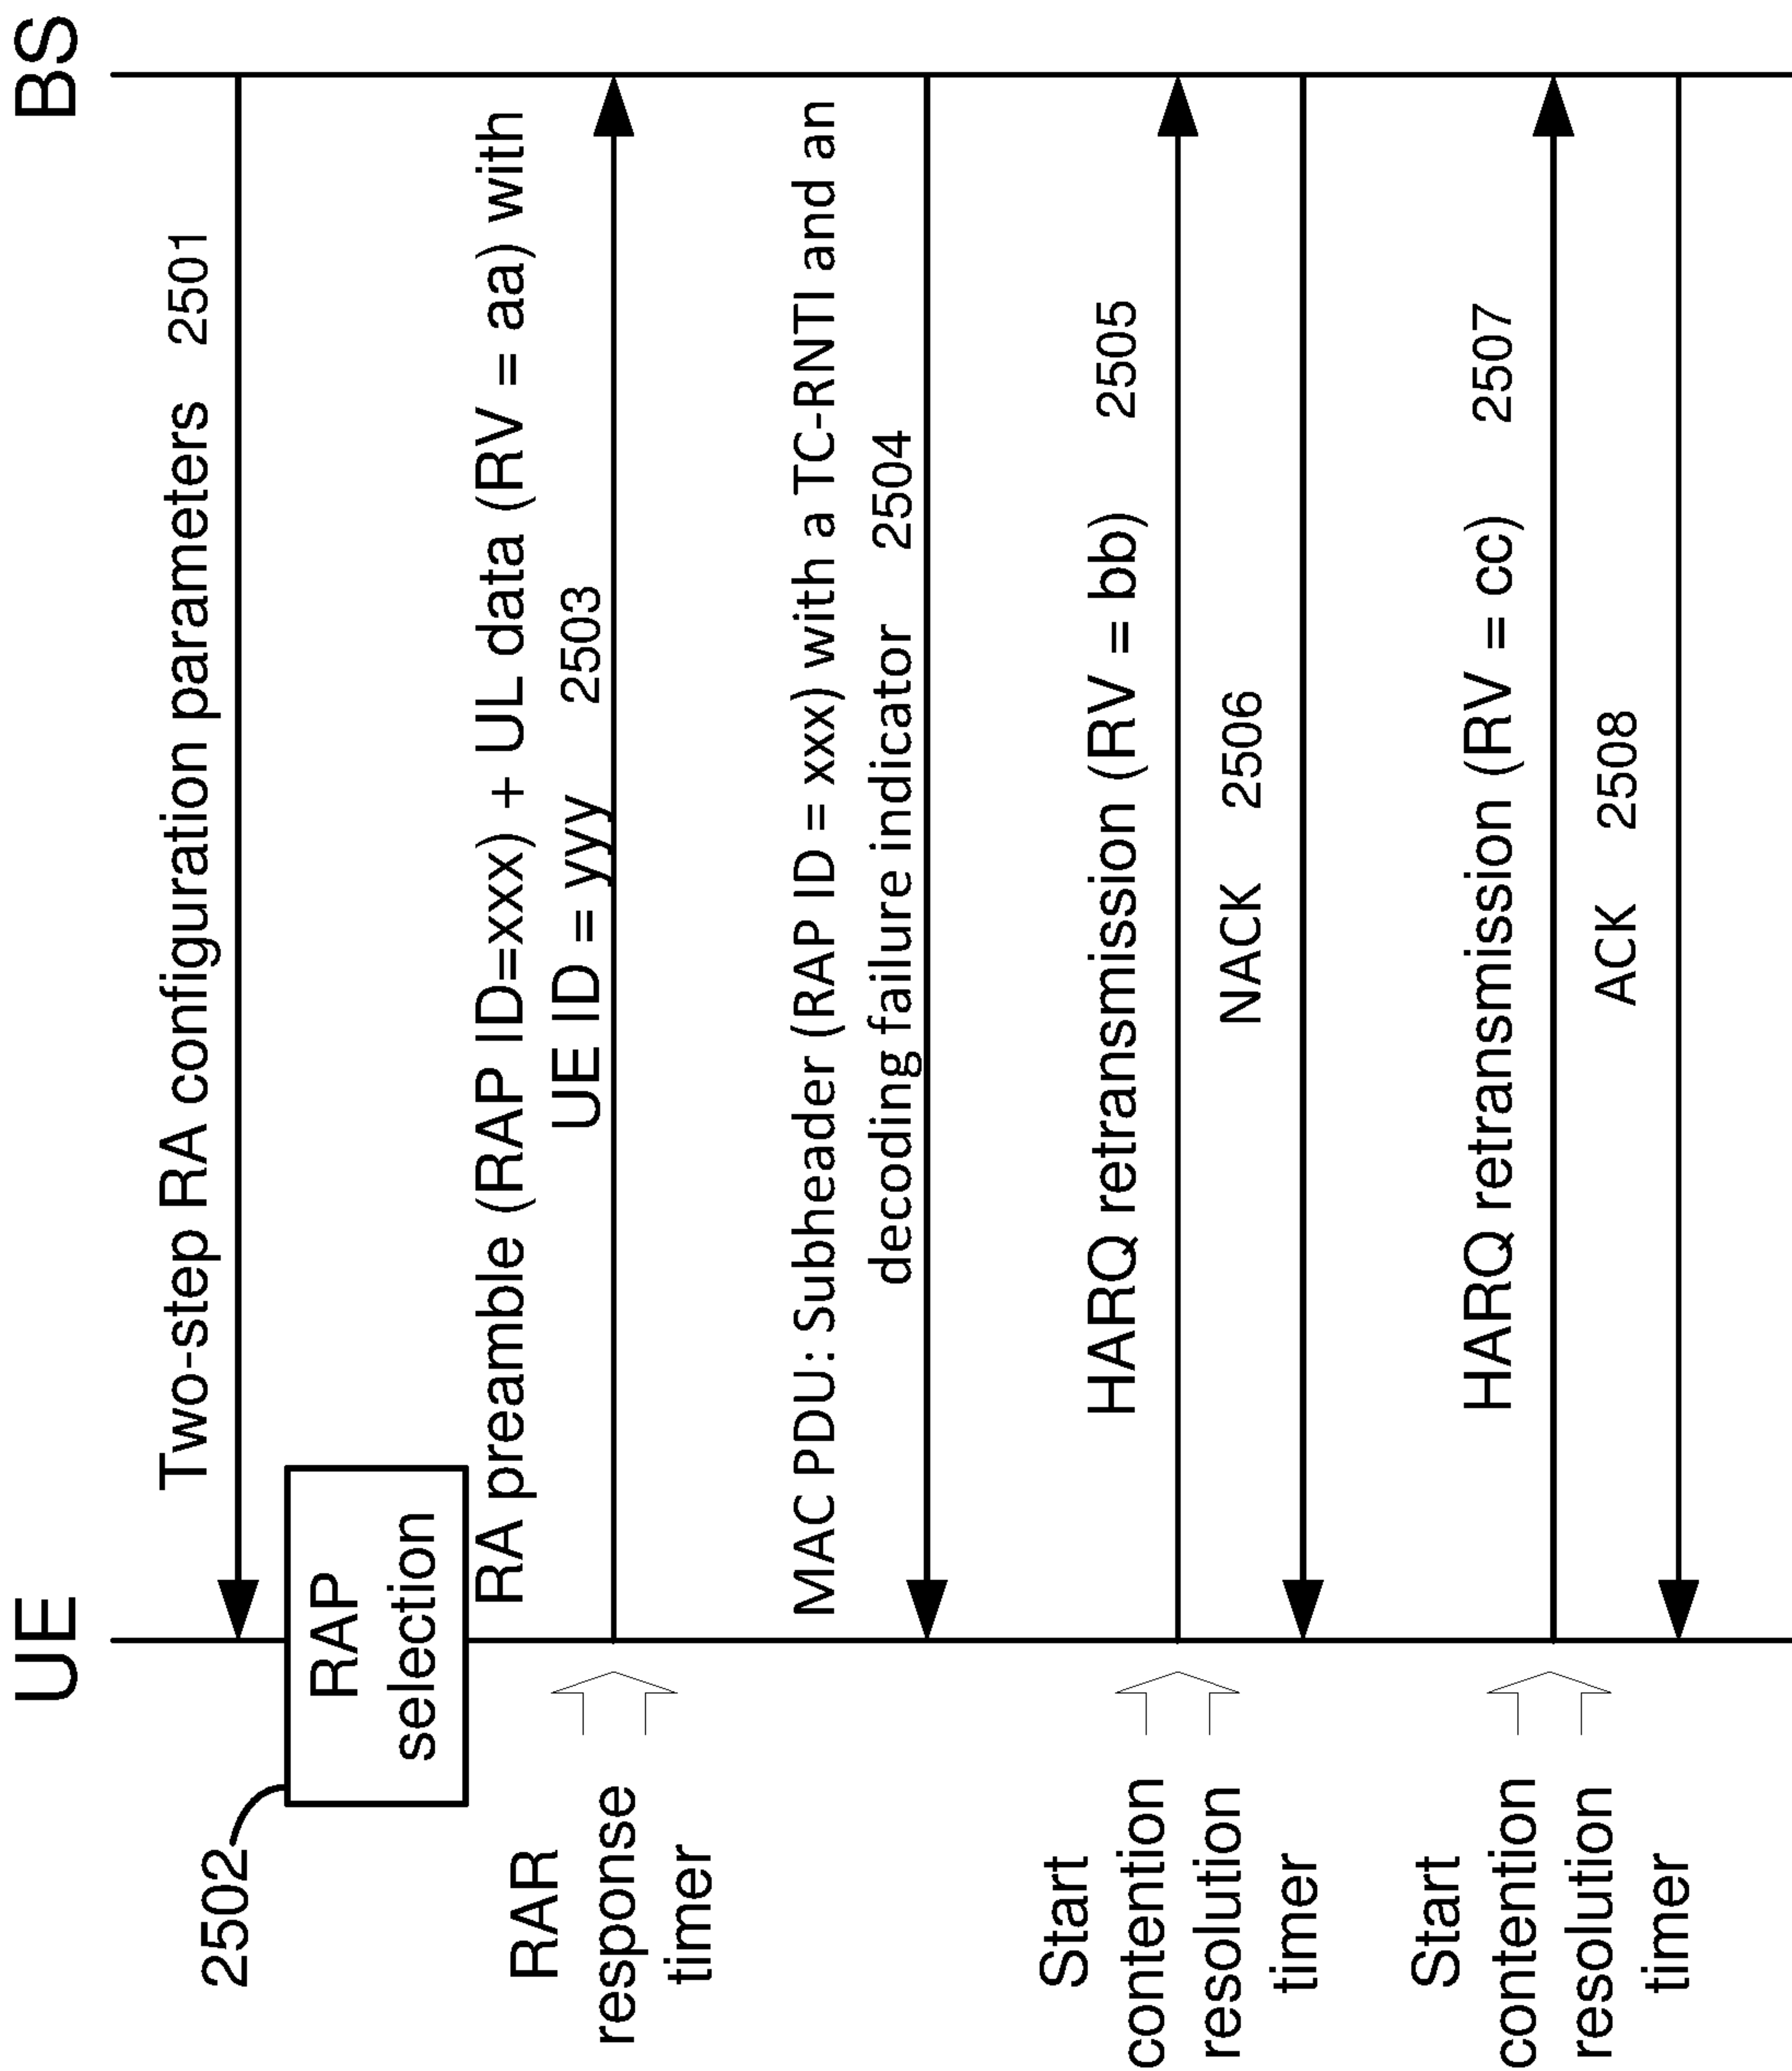 UE
BS
Two-step RA configuration parameters 2501
2502
RAP
selection
RA preamble (RAP ID=xxx) + UL data (RV = aa) with
UE ID = yyy 2503
RAR
response
timer
MAC PDU: Subheader (RAP ID = xxx) with a TC-RNTI and an
decoding failure indicator 2504
HARQ retransmission (RV = bb) 2505
Start
contention
resolution
timer
NACK 2506
HARQ retransmission (RV = cc) 2507
Start
contention
resolution
timer
ACK 2508